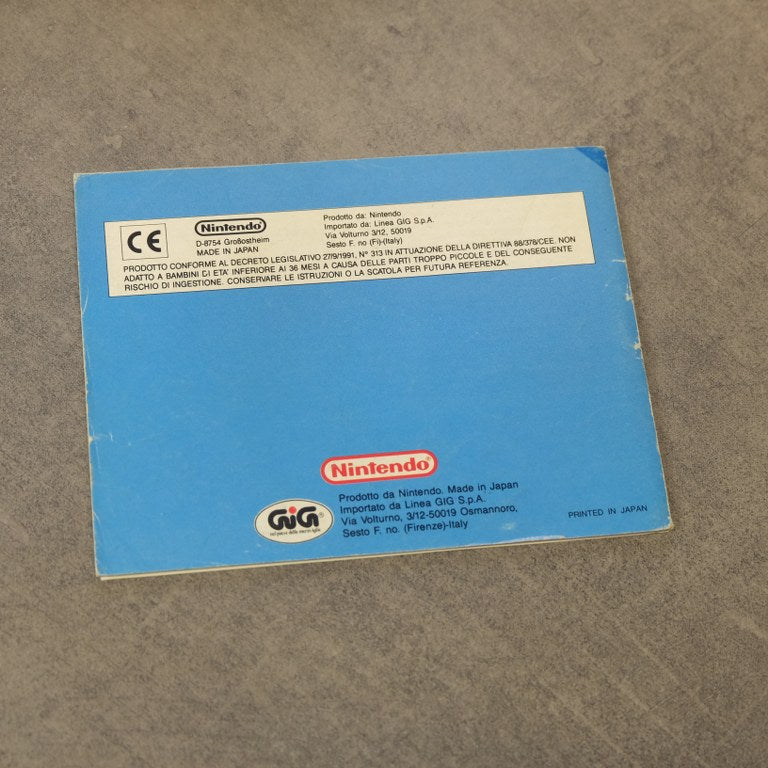 CE
Nintendo
D-8754 Großostheim
MADE IN JAPAN
Prodotto da: Nintendo
Importato da: Linea GIG S.p.A.
Via Volturno 3/12, 50019
Sesto F. no (Fi)-(Italy)
PRODOTTO CONFORME AL DECRETO LEGISLATIVO 27/9/1991, N° 313 IN ATTUAZIONE DELLA DIRETTIVA 88/378/CEE. NON
ADATTO A BAMBINI DI ETA' INFERIORE AI 36 MESI A CAUSA DELLE PARTI TROPPO PICCOLE E DEL CONSEGUENTE
RISCHIO DI INGESTIONE. CONSERVARE LE ISTRUZIONI O LA SCATOLA PER FUTURA REFERENZA.
Nintendo
GiG®
nel paese delle meraviglie
Prodotto da Nintendo. Made in Japan
Importato da Linea GIG S.p.A.
Via Volturno, 3/12-50019 Osmannoro,
Sesto F. no. (Firenze)-Italy
PRINTED IN JAPAN